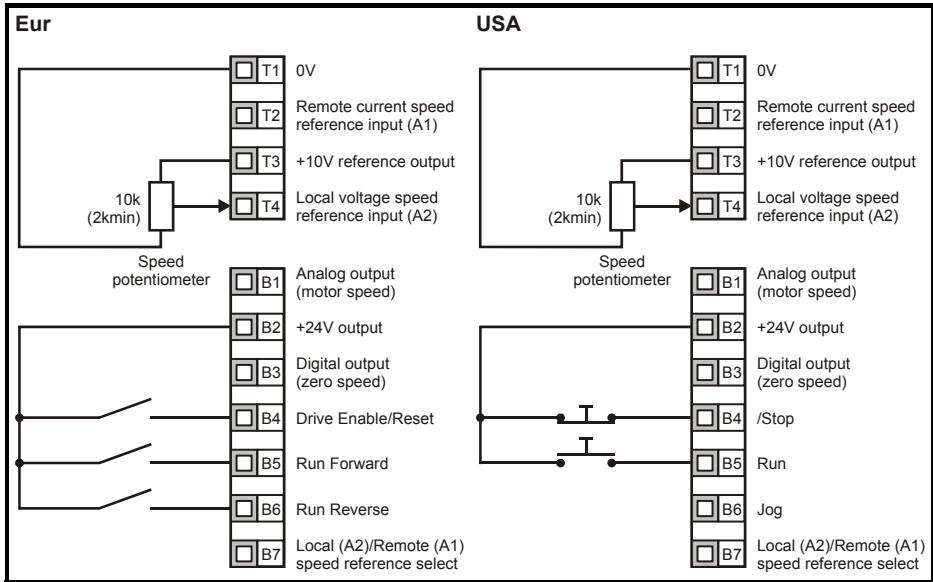 Eur
T1 0V
T2 Remote current speed
reference input (A1)
T3 +10V reference output
10k
(2kmin)
T4 Local voltage speed
reference input (A2)
Speed
potentiometer
B1 Analog output
(motor speed)
B2 +24V output
B3 Digital output
(zero speed)
B4 Drive Enable/Reset
B5 Run Forward
B6 Run Reverse
B7 Local (A2)/Remote (A1)
speed reference select
USA
T1 0V
T2 Remote current speed
reference input (A1)
T3 +10V reference output
10k
(2kmin)
T4 Local voltage speed
reference input (A2)
Speed
potentiometer
B1 Analog output
(motor speed)
B2 +24V output
B3 Digital output
(zero speed)
B4 /Stop
B5 Run
B6 Jog
B7 Local (A2)/Remote (A1)
speed reference select